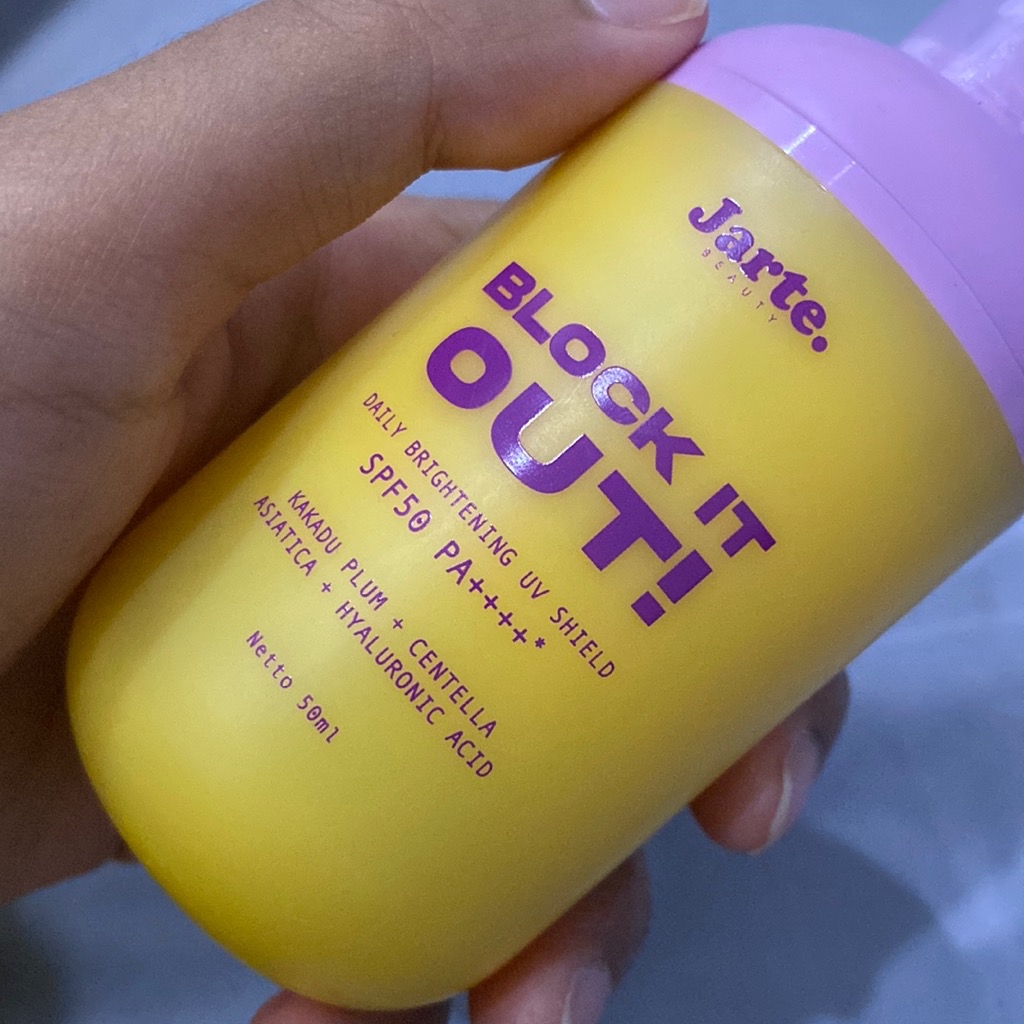 Jarte.
BEAUTY
BLOCK IT
OUT!
DAILY BRIGHTENING UV SHIELD
SPF50 PA++++*
KAKADU PLUM + CENTELLA
ASIATICA + HYALURONIC ACID
Netto 50ml